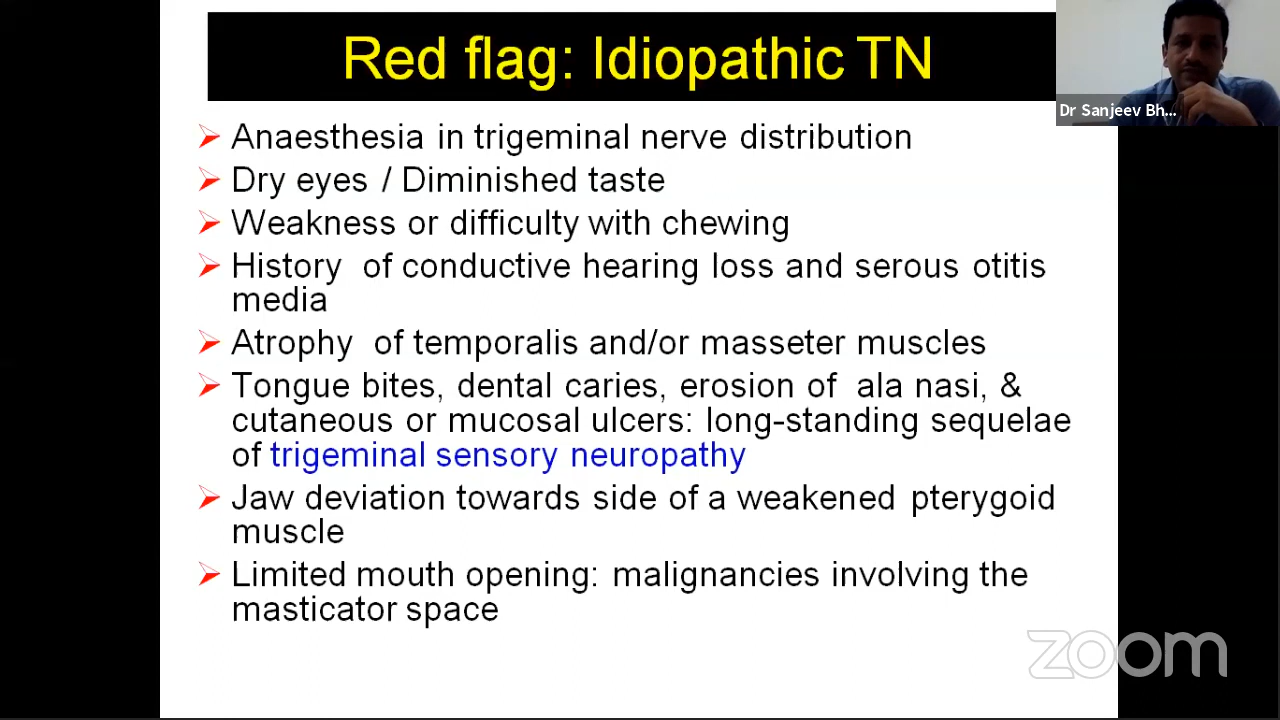 Red flag: Idiopathic TN
Dr Sanjeev Bh...
Anaesthesia in trigeminal nerve distribution
Dry eyes / Diminished taste
Weakness or difficulty with chewing
History of conductive hearing loss and serous otitis
media
Atrophy of temporalis and/or masseter muscles
Tongue bites, dental caries, erosion of ala nasi, &
cutaneous or mucosal ulcers: long-standing sequelae
of trigeminal sensory neuropathy
Jaw deviation towards side of a weakened pterygoid
muscle
Limited mouth opening: malignancies involving the
masticator space
zoom